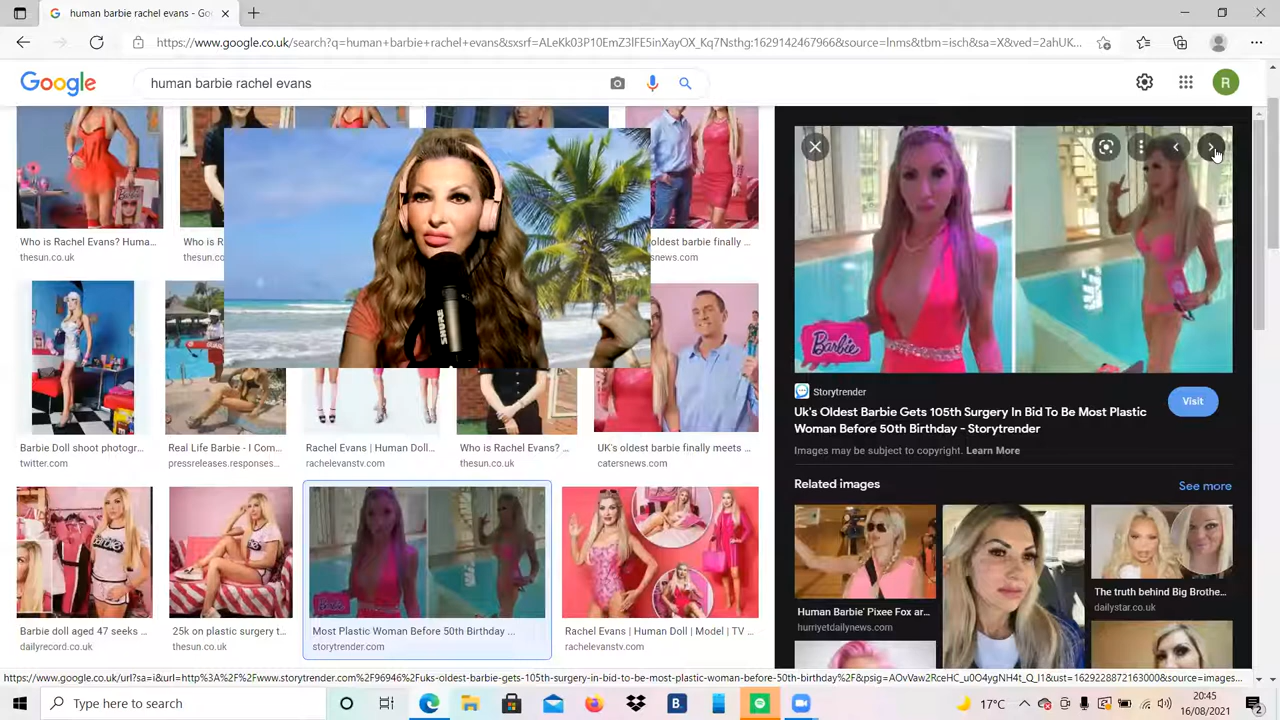 human barbie rachel evans - Goo
https://www.google.co.uk/search?q=human+barbie+rachel+evans&sxsrf=ALeKk03P10EmZ3lFE5inXayOX_Kq7Nsthg:1629142467966&source=lnms&tbm=isch&sa=X&ved=2ahUK...
Google
human barbie rachel evans
R
Who is Rachel Evans? Huma...
thesun.co.uk
Who is R
thesun.
oldest barbie finally ...
news.com
Barbie
Storytrender
Uk's Oldest Barbie Gets 105th Surgery In Bid To Be Most Plastic
Woman Before 50th Birthday - Storytrender
Visit
Images may be subject to copyright. Learn More
SHURE
Barbie Doll shoot photogr...
twitter.com
Real Life Barbie - I Com...
pressreleases.responses...
Rachel Evans | Human Doll...
rachelevanstv.com
Who is Rachel Evans? ...
thesun.co.uk
UK's oldest barbie finally meets ...
catersnews.com
Related images
See more
Human Barbie' Pixee Fox ar...
hurriyetdailynews.com
The truth behind Big Brothe...
dailystar.co.uk
Barbie doll aged 47 seeks ...
dailyrecord.co.uk
25k on plastic surgery t...
thesun.co.uk
Most Plastic Woman Before 50th Birthday ...
storytrender.com
Rachel Evans | Human Doll | Model | TV ...
rachelevanstv.com
https://www.google.co.uk/url?sa=i&url=http%3A%2F%2Fwww.storytrender.com%2F96946%2Fuks-oldest-barbie-gets-105th-surgery-in-bid-to-be-most-plastic-woman-before-50th-birthday%2F&psig=AOvVaw2RceHC_u0O4ygNH4t_Q_J1&ust=1629228872163000&source=images...
Type here to search
B.
17°C
20:45
16/08/2021
2